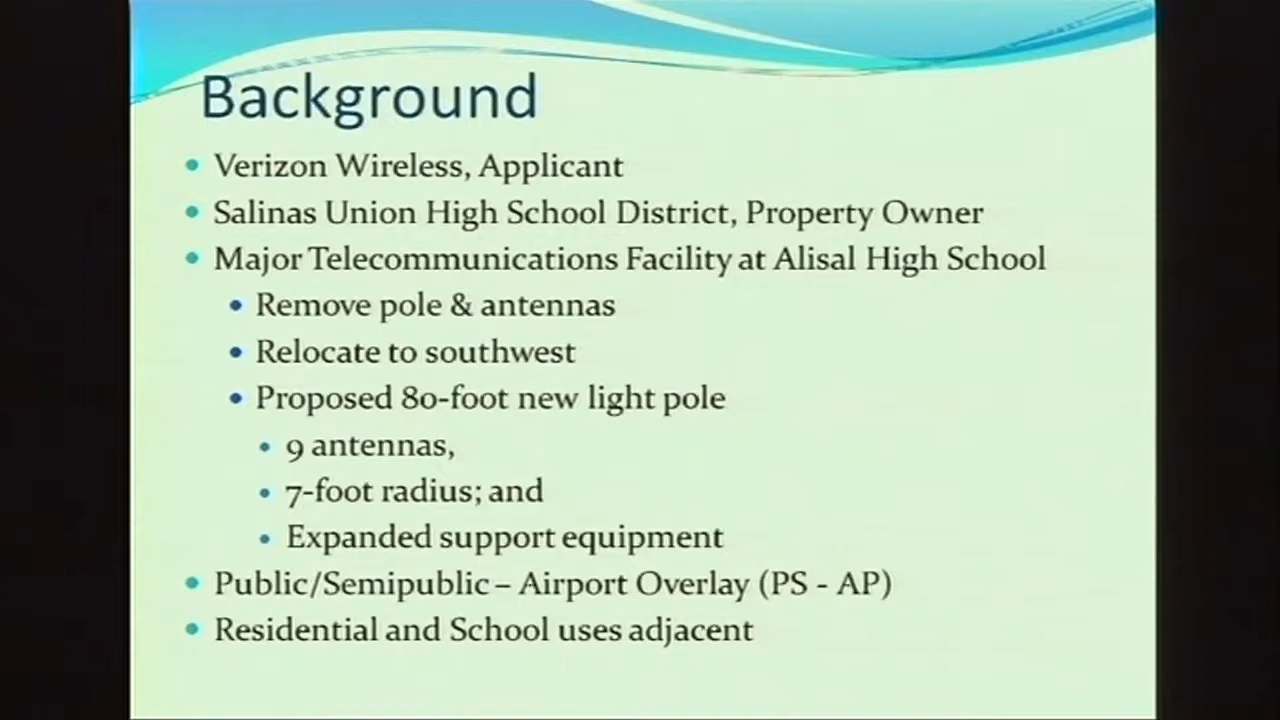 Background
Verizon Wireless, Applicant
Salinas Union High School District, Property Owner
Major Telecommunications Facility at Alisal High School
Remove pole & antennas
Relocate to southwest
Proposed 80-foot new light pole
9 antennas,
7-foot radius; and
Expanded support equipment
Public/Semipublic – Airport Overlay (PS - AP)
Residential and School uses adjacent